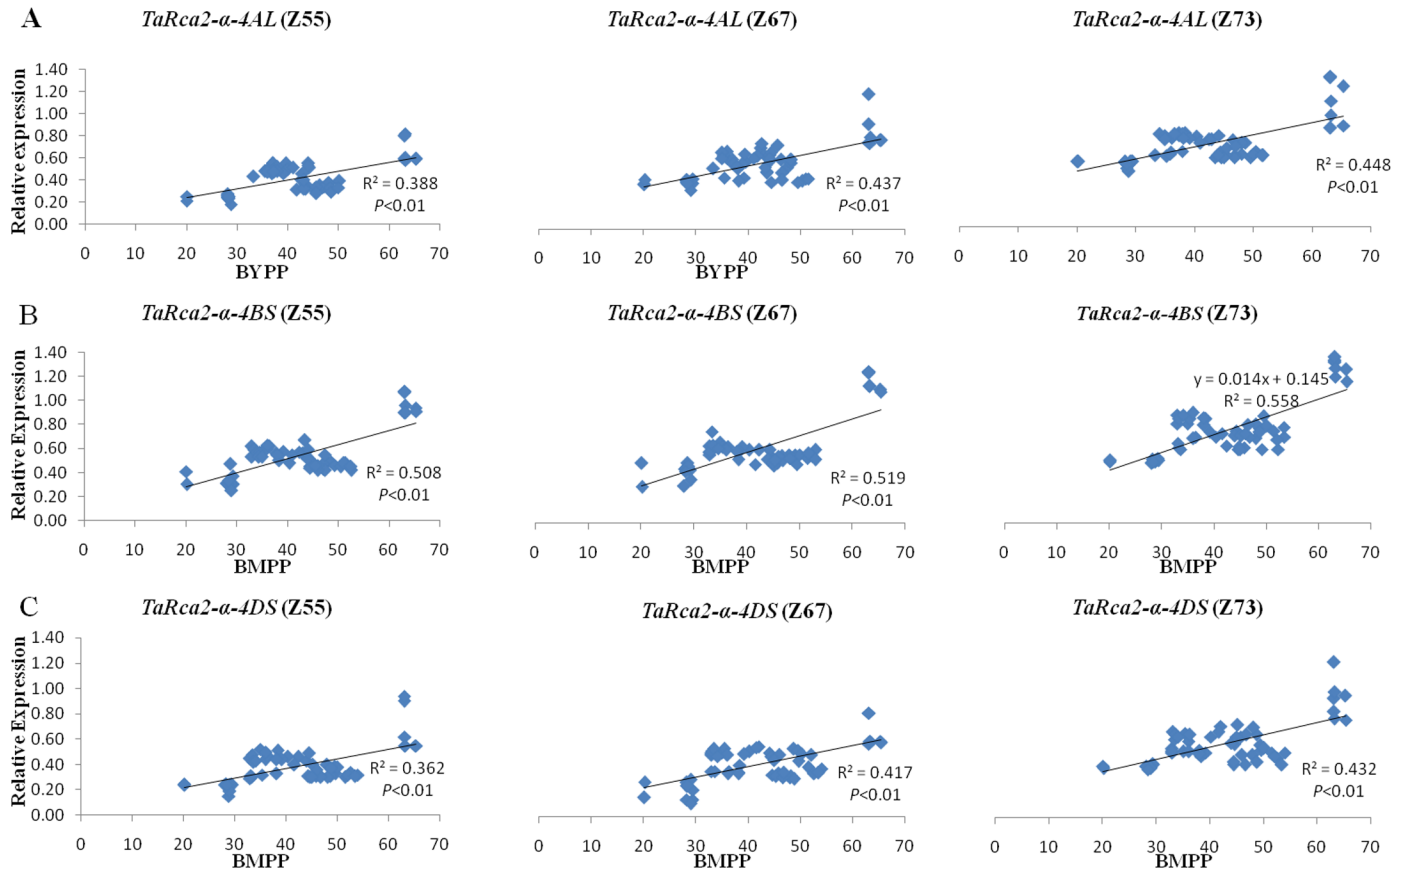 A
TaRca2-α-4AL (Z55)
TaRca2-α-4AL (Z67)
TaRca2-α-4AL (Z73)
Relative expression
1.40
1.20
1.00
0.80
0.60
0.40
0.20
0.00
R² = 0.388
P<0.01
0 10 20 30 40 50 60 70
BYPP
R² = 0.437
P<0.01
0 10 20 30 40 50 60 70
BYPP
R² = 0.448
P<0.01
0 10 20 30 40 50 60 70
B
TaRca2-α-4BS (Z55)
TaRca2-α-4BS (Z67)
TaRca2-α-4BS (Z73)
Relative Expression
1.40
1.20
1.00
0.80
0.60
0.40
0.20
0.00
R² = 0.508
P<0.01
0 10 20 30 40 50 60 70
BMPP
R² = 0.519
P<0.01
0 10 20 30 40 50 60 70
BMPP
y = 0.014x + 0.145
R² = 0.558
0 10 20 30 40 50 60 70
BMPP
C
TaRca2-α-4DS (Z55)
TaRca2-α-4DS (Z67)
TaRca2-α-4DS (Z73)
Relative Expression
1.40
1.20
1.00
0.80
0.60
0.40
0.20
0.00
R² = 0.362
P<0.01
0 10 20 30 40 50 60 70
BMPP
R² = 0.417
P<0.01
0 10 20 30 40 50 60 70
BMPP
R² = 0.432
P<0.01
0 10 20 30 40 50 60 70
BMPP